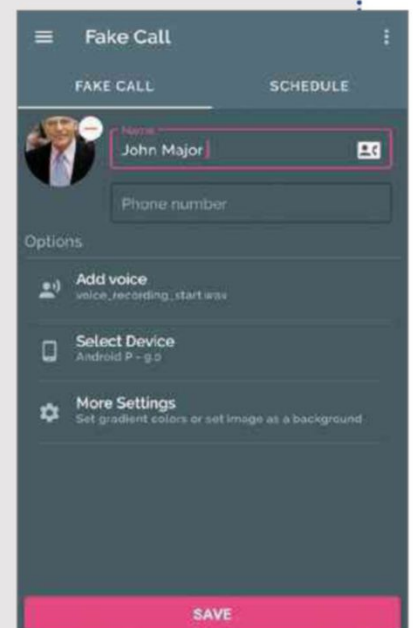 Fake Call
FAKE CALL
SCHEDULE
Name
John Major
Phone number
Options
Add voice
voice_recording_start.wav
Select Device
Android P - 9.0
More Settings
Set gradient colors or set image as a background
SAVE